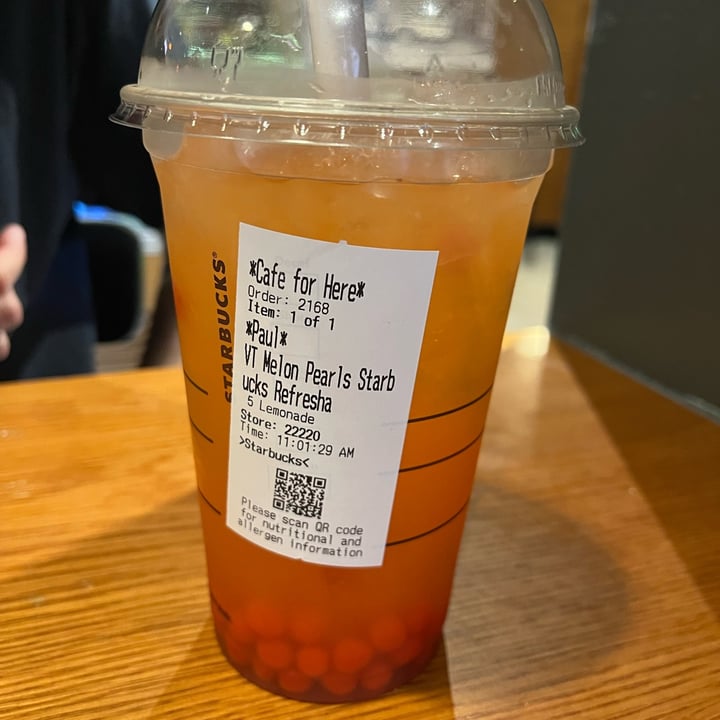 STARBUCKS®
*Cafe for Here*
Order: 2168
Item: 1 of 1
*Paul*
VT Melon Pearls Starb
ucks Refresha
5 Lemonade
Store: 22220
Time: 11:01:29 AM
>Starbucks<
Please scan QR code
for nutritional and
allergen information